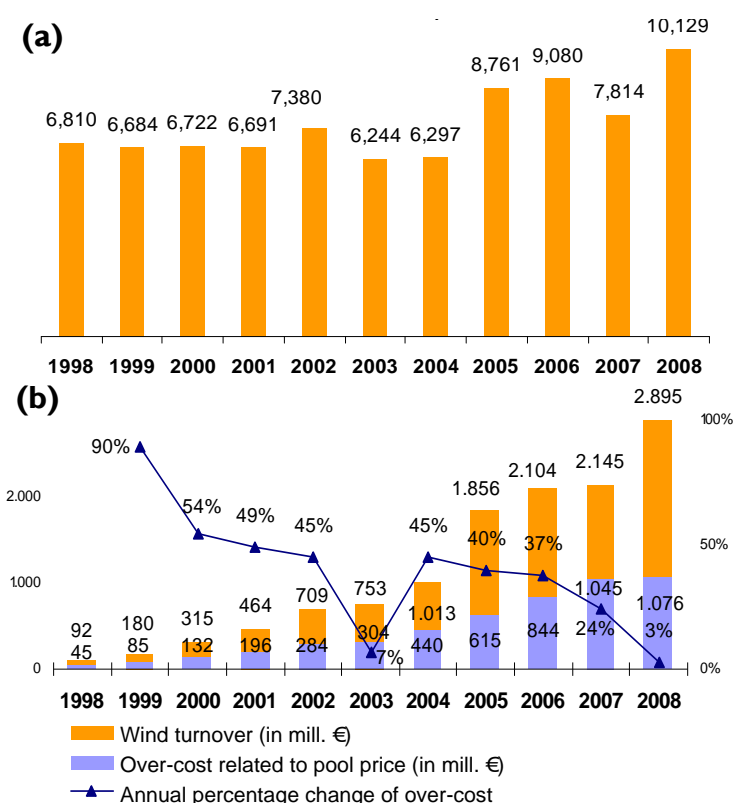 (a)
10,129
8,761 9,080
7,814
7,380
6,810 6,684 6,722 6,691
6,244 6,297
1998 1999 2000 2001 2002 2003 2004 2005 2006 2007 2008
(b)
2.895
100%
90%
2.104 2.145
1.856
2.000
54% 49% 45% 45% 40% 37% 50%
1000
709 753 1.013 1.045 1.076
464
315
180
92
304
24% 3%
45 85 132 196 284 7% 440 615 844
0 0%
1998 1999 2000 2001 2002 2003 2004 2005 2006 2007 2008
Wind turnover (in mill. €)
Over-cost related to pool price (in mill. €)
Annual percentage change of over-cost